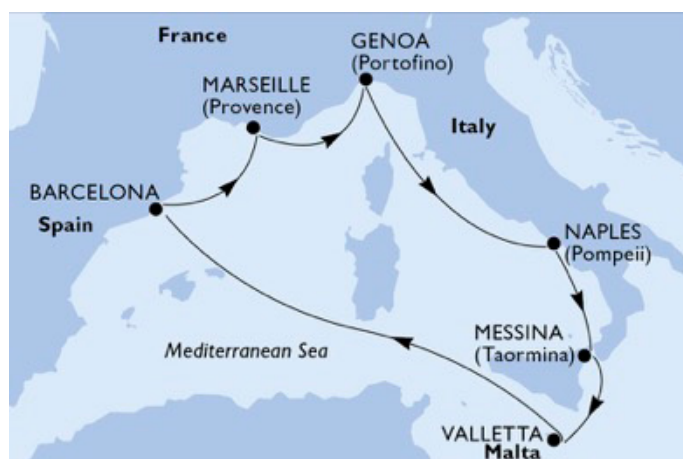 France
GENOA
(Portofino)
MARSEILLE
(Provence)
Italy
BARCELONA
Spain
NAPLES
(Pompeii)
MESSINA
(Taormina)
Mediterranean Sea
VALLETTA
Malta